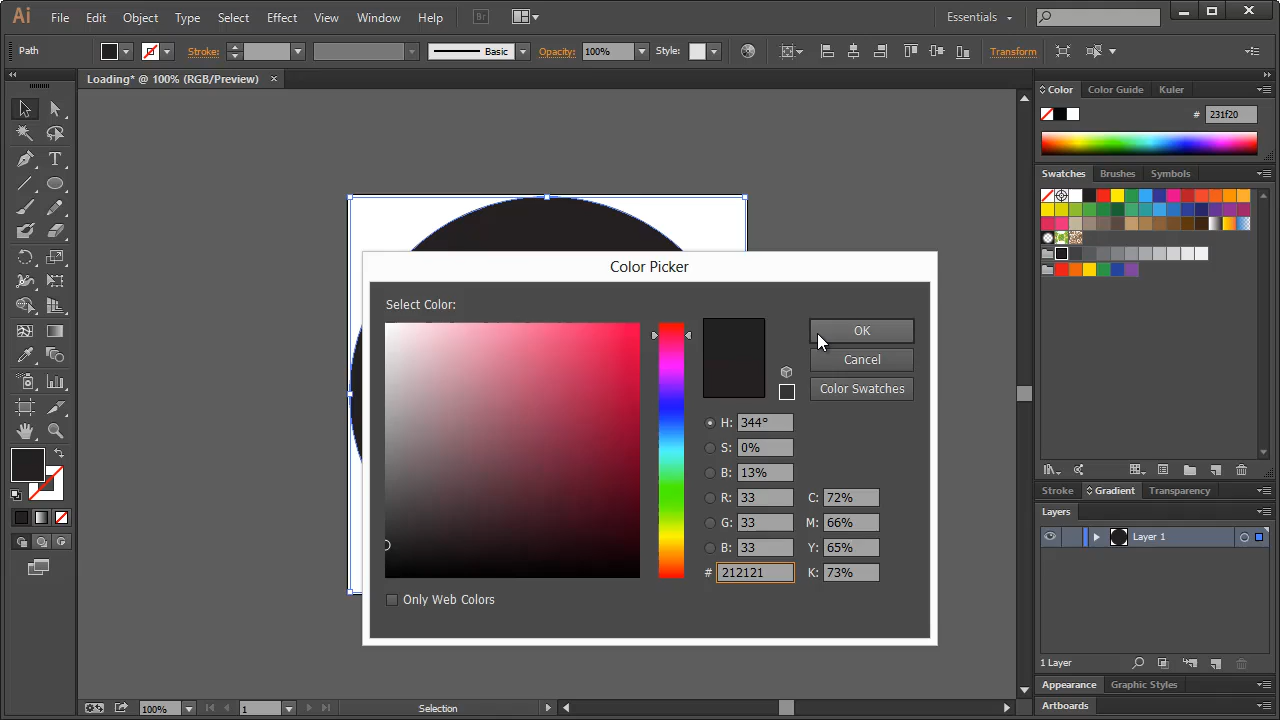 Ai File Edit Object Type Select Effect View Window Help Br Essentials
Path Stroke: Basic Opacity: 100% Style: Transform
Loading* @ 100% (RGB/Preview) ×
Color Color Guide Kuler
# 231f20
Swatches Brushes Symbols
Color Picker
Select Color:
OK
Cancel
Color Swatches
H: 344°
S: 0%
B: 13%
R: 33 C: 72%
G: 33 M: 66%
B: 33 Y: 65%
# 212121 K: 73%
Only Web Colors
Stroke Gradient Transparency
Layers
Layer 1
1 Layer
Appearance Graphic Styles
Artboards
100% 1 Selection